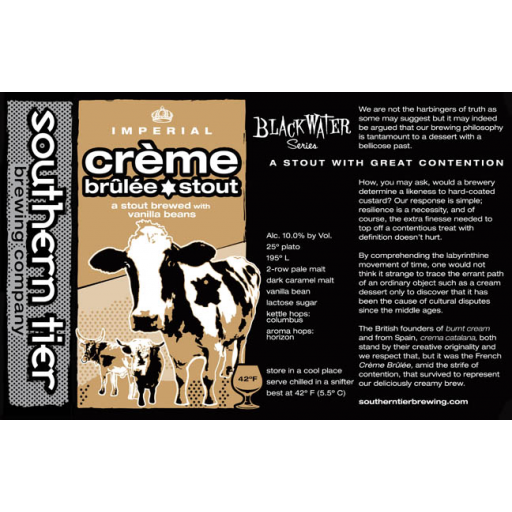 southern tier
brewing company
IMPERIAL
crème
brûlée stout
a stout brewed with
vanilla beans
42°F
BLACKWATER
Series
A STOUT WITH GREAT CONTENTION
Alc. 10.0% by Vol.
25º plato
195º L
2-row pale malt
dark caramel malt
vanilla bean
lactose sugar
kettle hops:
columbus
aroma hops:
horizon
store in a cool place
serve chilled in a snifter
best at 42º F (5.5º C)
We are not the harbingers of truth as
some may suggest but it may indeed
be argued that our brewing philosophy
is tantamount to a dessert with a
bellicose past.
How, you may ask, would a brewery
determine a likeness to hard-coated
custard? Our response is simple;
resilience is a necessity, and of
course, the extra finesse needed to
top off a contentious treat with
definition doesn't hurt.
By comprehending the labyrinthine
movement of time, one would not
think it strange to trace the errant path
of an ordinary object such as a cream
dessert only to discover that it has
been the cause of cultural disputes
since the middle ages.
The British founders of burnt cream
and from Spain, crema catalana, both
stand by their creative originality and
we respect that, but it was the French
Crème Brûlée, amid the strife of
contention, that survived to represent
our deliciously creamy brew.
southerntierbrewing.com